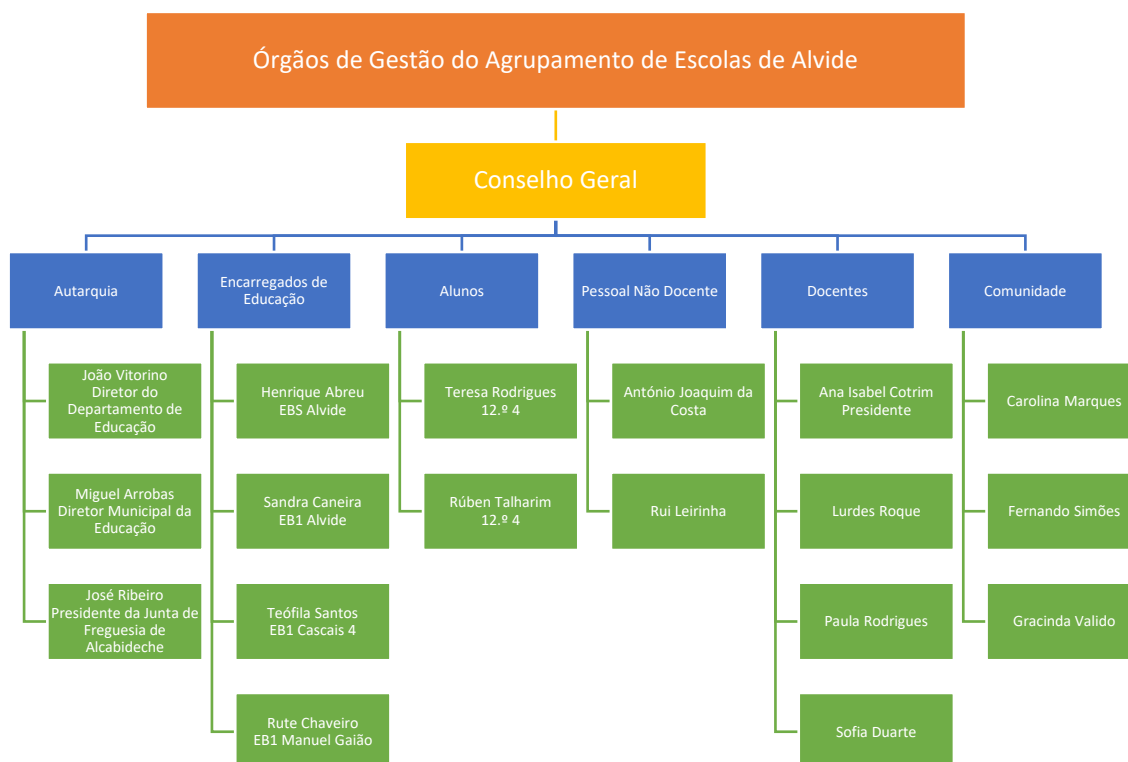 Órgãos de Gestão do Agrupamento de Escolas de Alvide
Conselho Geral
Autarquia
João Vitorino
Diretor do
Departamento de
Educação
Miguel Arrobas
Diretor Municipal da
Educação
José Ribeiro
Presidente da Junta de
Freguesia de
Alcabideche
Encarregados de
Educação
Henrique Abreu
EBS Alvide
Sandra Caneira
EB1 Alvide
Teófila Santos
EB1 Cascais 4
Rute Chaveiro
EB1 Manuel Gaião
Alunos
Teresa Rodrigues
12.º 4
Rúben Talharim
12.º 4
Pessoal Não Docente
António Joaquim da
Costa
Rui Leirinha
Docentes
Ana Isabel Cotrim
Presidente
Lurdes Roque
Paula Rodrigues
Sofia Duarte
Comunidade
Carolina Marques
Fernando Simões
Gracinda Valido